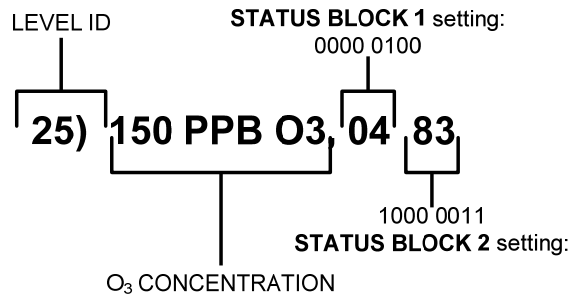 LEVEL ID
STATUS BLOCK 1 setting:
0000 0100
25) 150 PPB O3, 04 83
1000 0011
STATUS BLOCK 2 setting:
O₃ CONCENTRATION